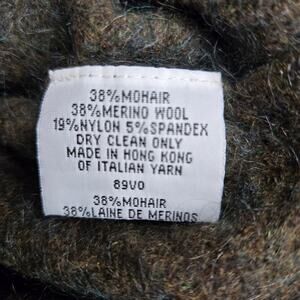 38%MOHAIR
38%MERINO WOOL
19%NYLON 5%SPANDEX
DRY CLEAN ONLY
MADE IN HONG KONG
OF ITALIAN YARN
89V0
38%MOHAIR
38%LAINE DE MERINOS